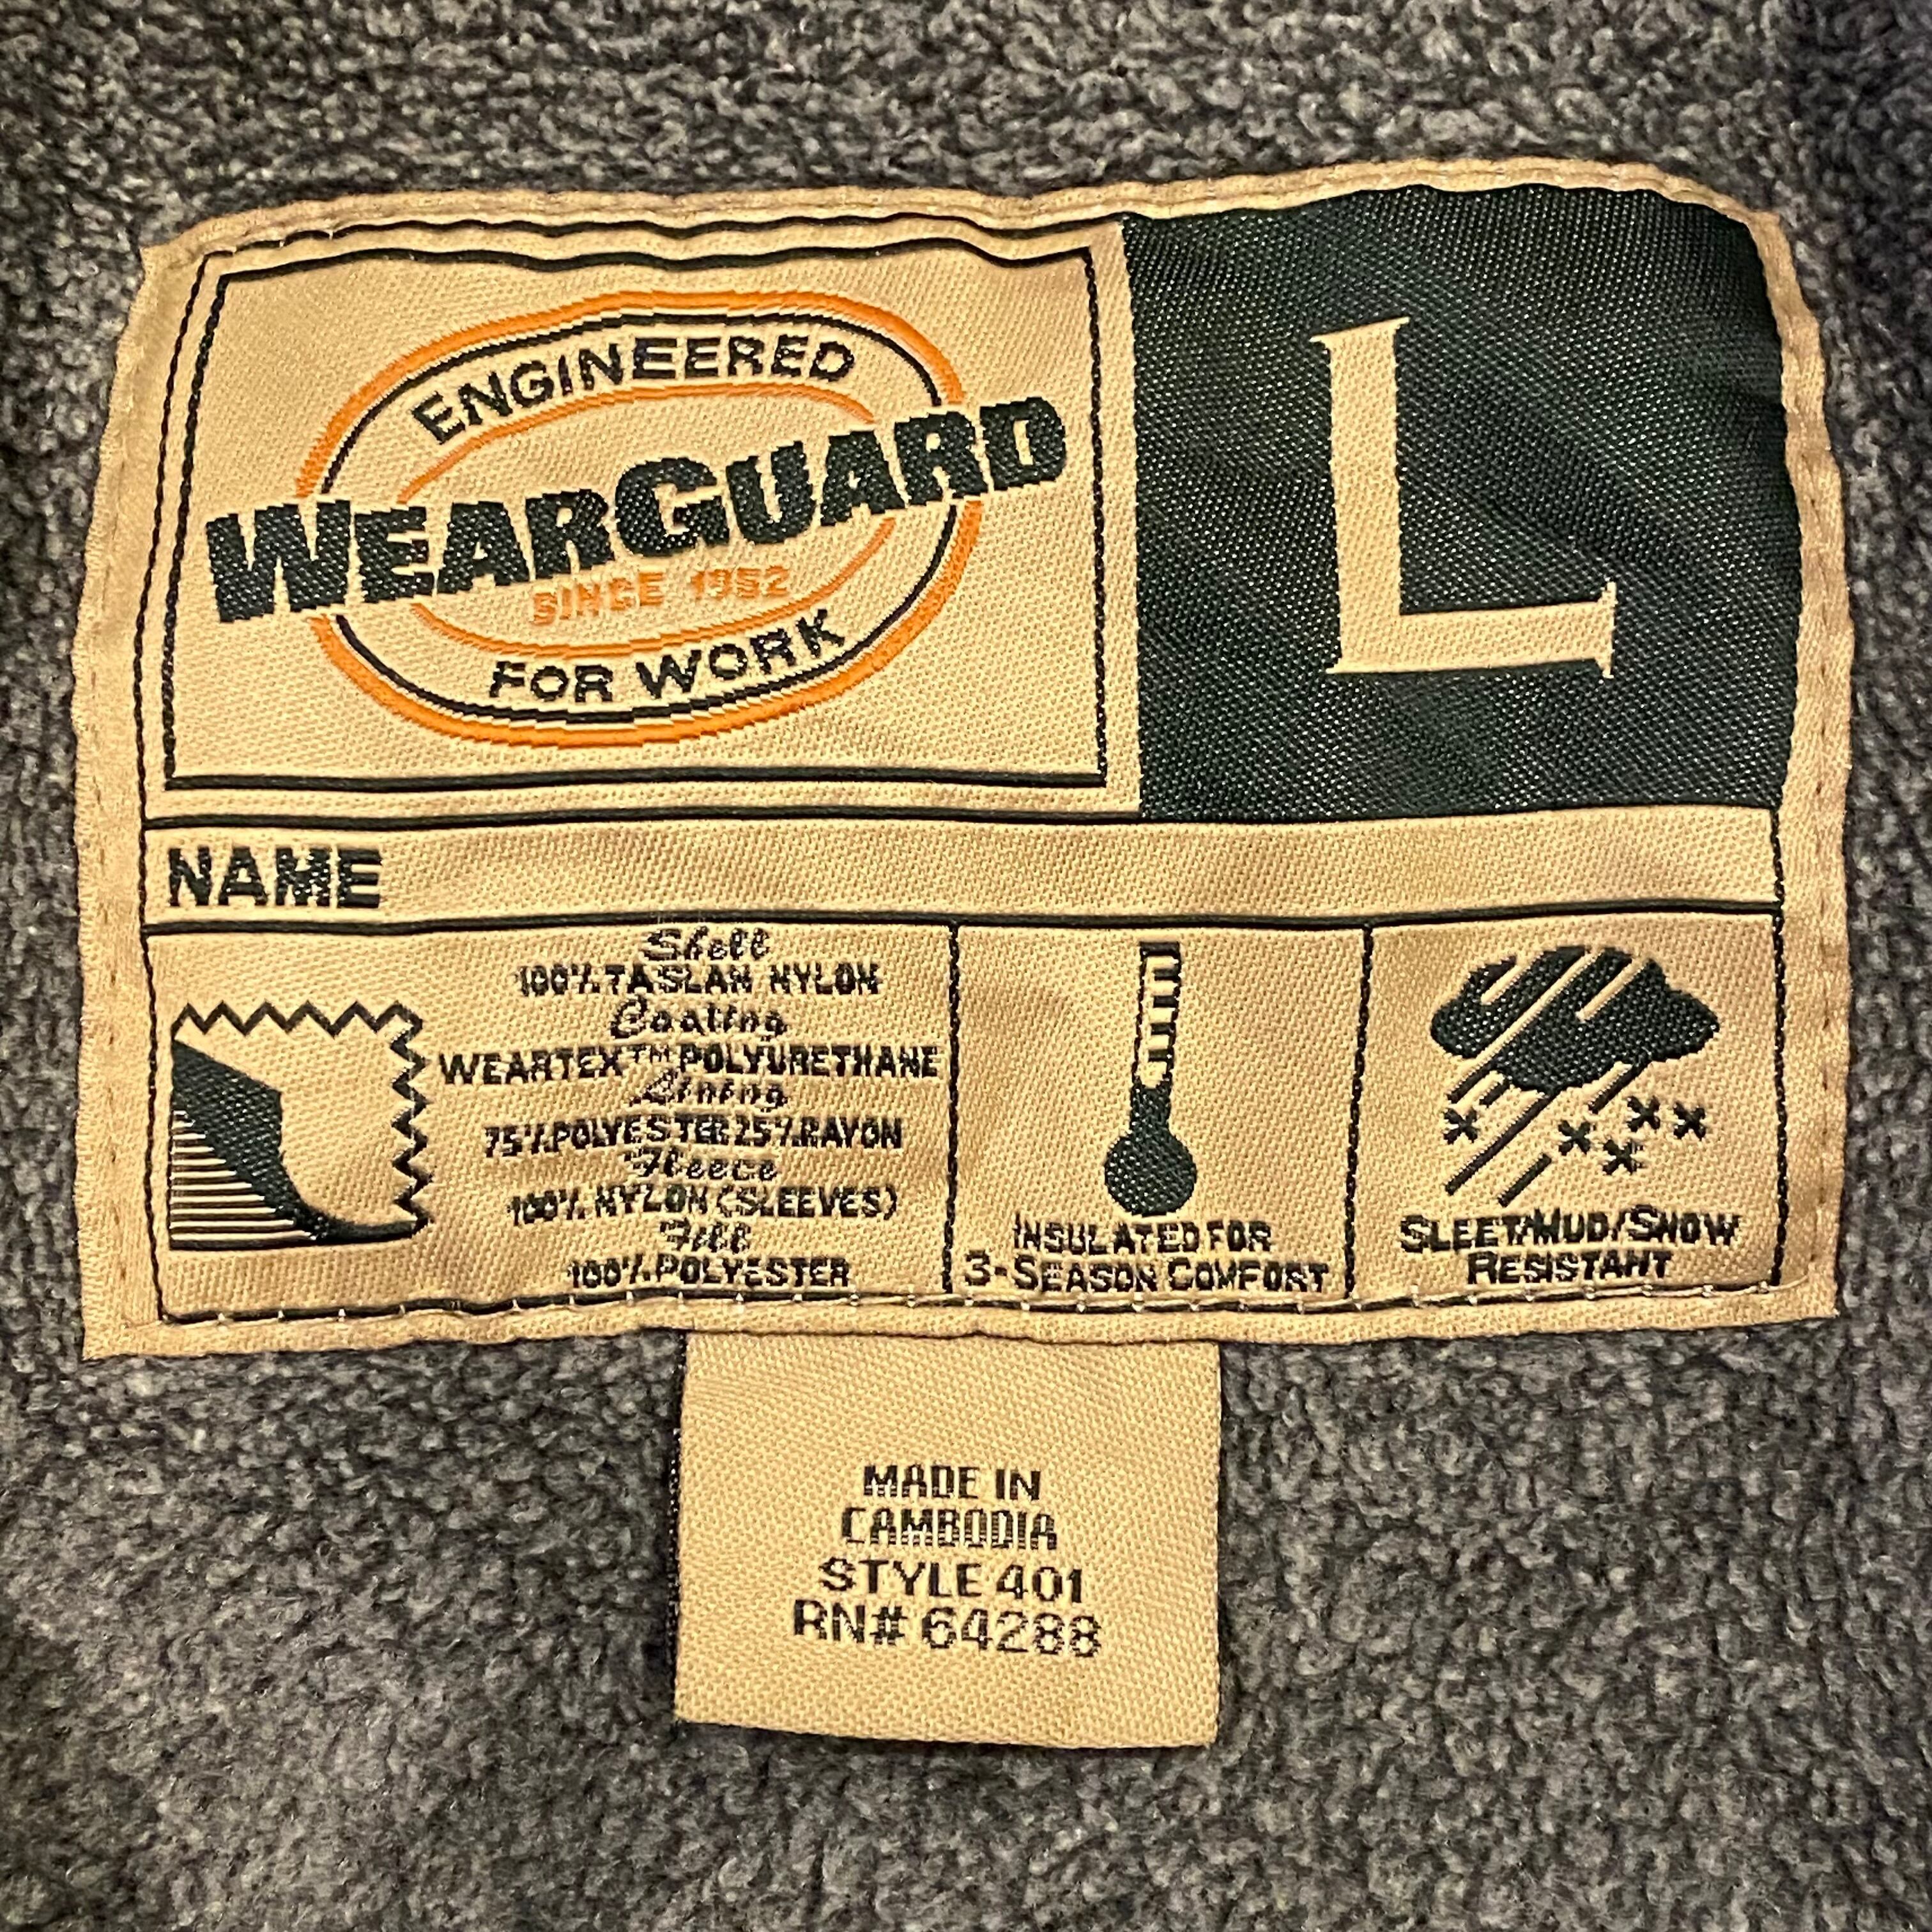 ENGINEERED
WEARGUARD
SINCE 1952
FOR WORK
L
NAME
Shell
100% TASLAN NYLON
Coating
WEARTEX™ POLYURETHANE
Lining
75% POLYESTER 25% RAYON
Fleece
100% NYLON (SLEEVES)
Fill
100% POLYESTER
INSULATED FOR
3-SEASON COMFORT
SLEET/MUD/SNOW
RESISTANT
MADE IN
CAMBODIA
STYLE 401
RN# 64288